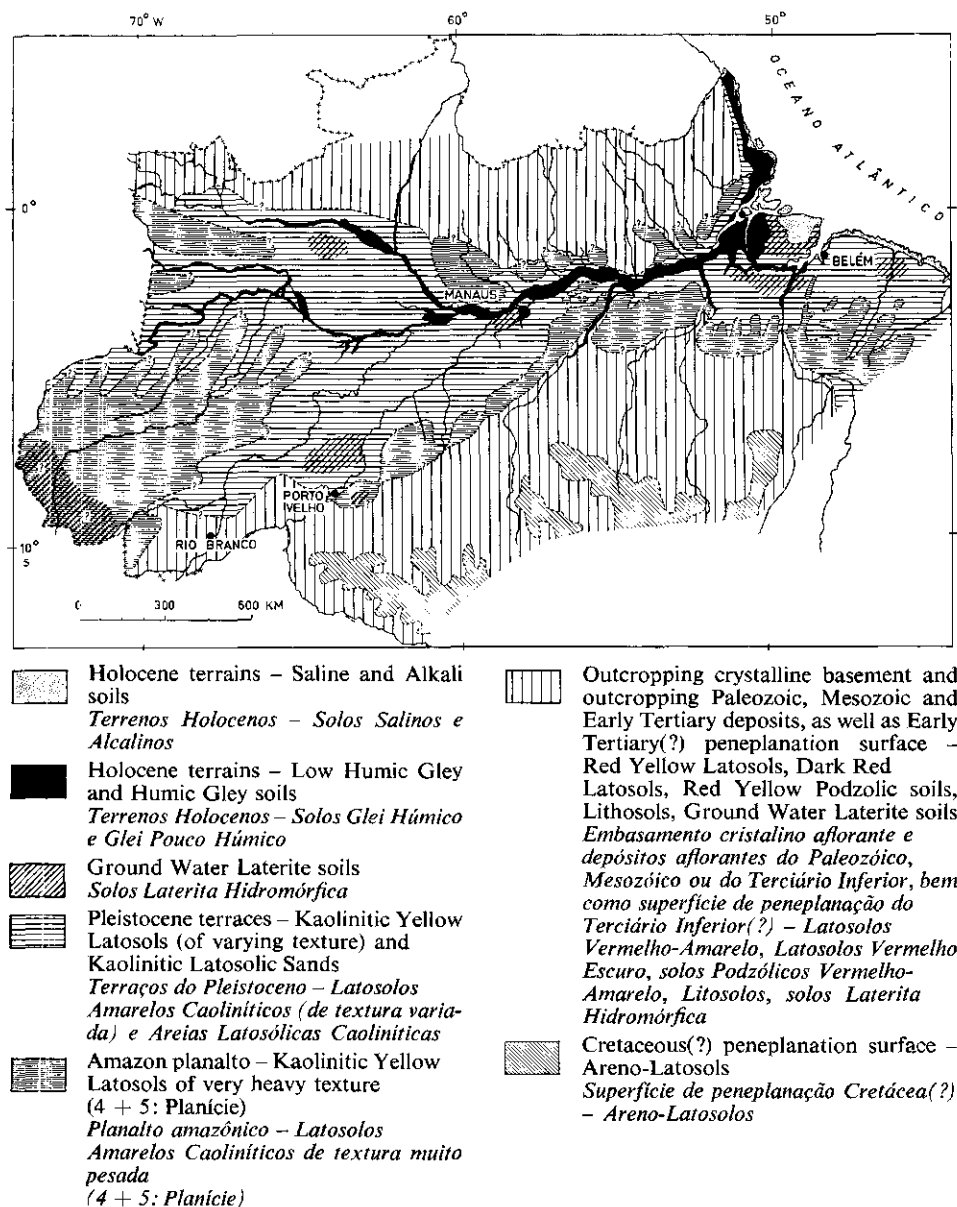 70° W
60°
50°
OCEANO ATLÂNTICO
0°
BELÉM
MANAUS
?
PORTO
VELHO
RIO BRANCO
10°
S
0 300 600 KM
Holocene terrains – Saline and Alkali
soils
Terrenos Holocenos – Solos Salinos e
Alcalinos
Holocene terrains – Low Humic Gley
and Humic Gley soils
Terrenos Holocenos – Solos Glei Húmico
e Glei Pouco Húmico
Ground Water Laterite soils
Solos Laterita Hidromórfica
Pleistocene terraces – Kaolinitic Yellow
Latosols (of varying texture) and
Kaolinitic Latosolic Sands
Terraços do Pleistoceno – Latosolos
Amarelos Caoliníticos (de textura varia-
da) e Areias Latosólicas Caoliníticas
Amazon planalto – Kaolinitic Yellow
Latosols of very heavy texture
(4 + 5: Planície)
Planalto amazônico – Latosolos
Amarelos Caoliníticos de textura muito
pesada
(4 + 5: Planície)
Outcropping crystalline basement and
outcropping Paleozoic, Mesozoic and
Early Tertiary deposits, as well as Early
Tertiary(?) peneplanation surface –
Red Yellow Latosols, Dark Red
Latosols, Red Yellow Podzolic soils,
Lithosols, Ground Water Laterite soils
Embasamento cristalino aflorante e
depósitos aflorantes do Paleozóico,
Mesozóico ou do Terciário Inferior, bem
como superfície de peneplanação do
Terciário Inferior(?) – Latosolos
Vermelho-Amarelo, Latosolos Vermelho
Escuro, solos Podzólicos Vermelho-
Amarelo, Litosolos, solos Laterita
Hidromórfica
Cretaceous(?) peneplanation surface –
Areno-Latosols
Superfície de peneplanação Cretácea(?)
– Areno-Latosolos